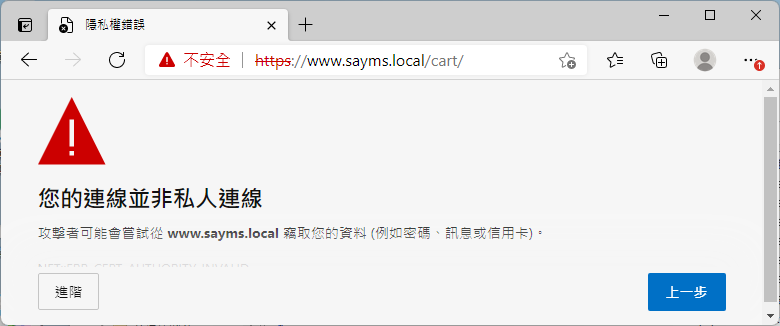 隱私權錯誤
不安全 https://www.sayms.local/cart/
您的連線並非私人連線
攻擊者可能會嘗試從 www.sayms.local 竊取您的資料 (例如密碼、訊息或信用卡)。
NET::ERR_CERT_AUTHORITY_INVALID
進階
上一步